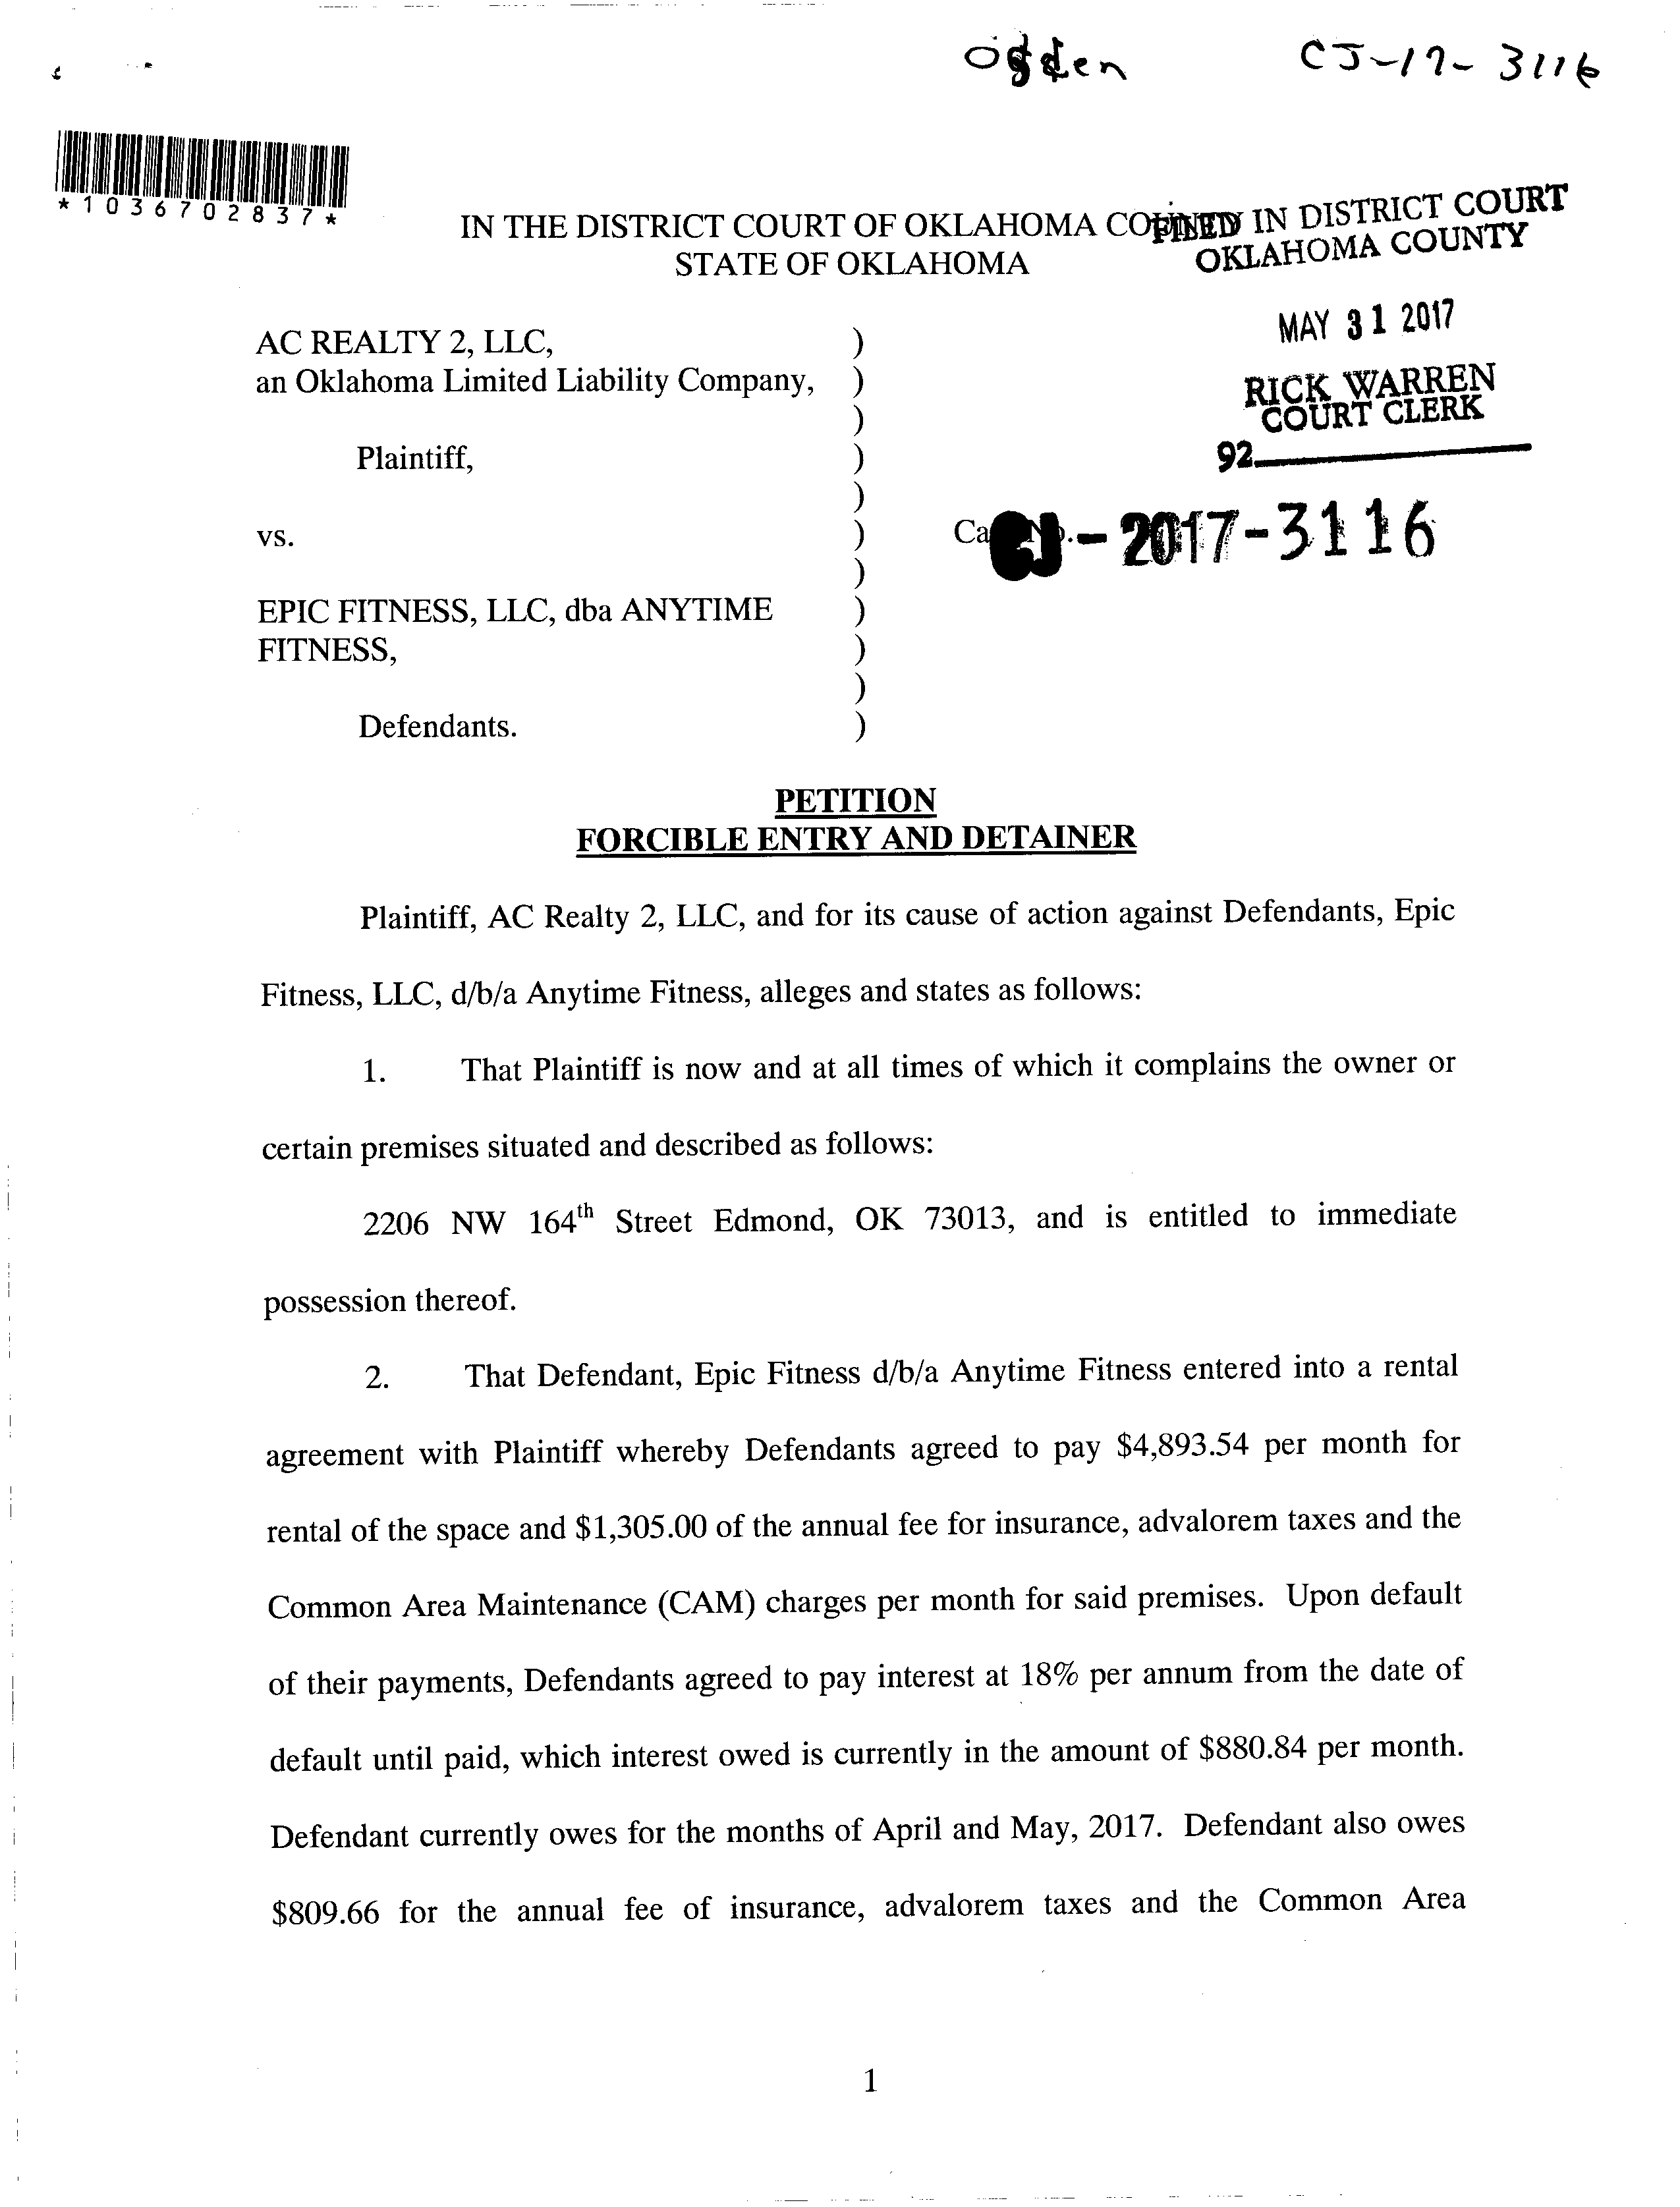 Ogden CJ-17-3116
*1036702837*
IN THE DISTRICT COURT OF OKLAHOMA COUNTY
STATE OF OKLAHOMA
FILED IN DISTRICT COURT
OKLAHOMA COUNTY
MAY 31 2017
RICK WARREN
COURT CLERK
92
AC REALTY 2, LLC, )
an Oklahoma Limited Liability Company, )
)
Plaintiff, )
)
vs. ) Case No. CJ-2017-3116
)
EPIC FITNESS, LLC, dba ANYTIME )
FITNESS, )
)
Defendants. )
PETITION
FORCIBLE ENTRY AND DETAINER
Plaintiff, AC Realty 2, LLC, and for its cause of action against Defendants, Epic
Fitness, LLC, d/b/a Anytime Fitness, alleges and states as follows:
1. That Plaintiff is now and at all times of which it complains the owner or
certain premises situated and described as follows:
2206 NW 164th Street Edmond, OK 73013, and is entitled to immediate
possession thereof.
2. That Defendant, Epic Fitness d/b/a Anytime Fitness entered into a rental
agreement with Plaintiff whereby Defendants agreed to pay $4,893.54 per month for
rental of the space and $1,305.00 of the annual fee for insurance, advalorem taxes and the
Common Area Maintenance (CAM) charges per month for said premises. Upon default
of their payments, Defendants agreed to pay interest at 18% per annum from the date of
default until paid, which interest owed is currently in the amount of $880.84 per month.
Defendant currently owes for the months of April and May, 2017. Defendant also owes
$809.66 for the annual fee of insurance, advalorem taxes and the Common Area
1